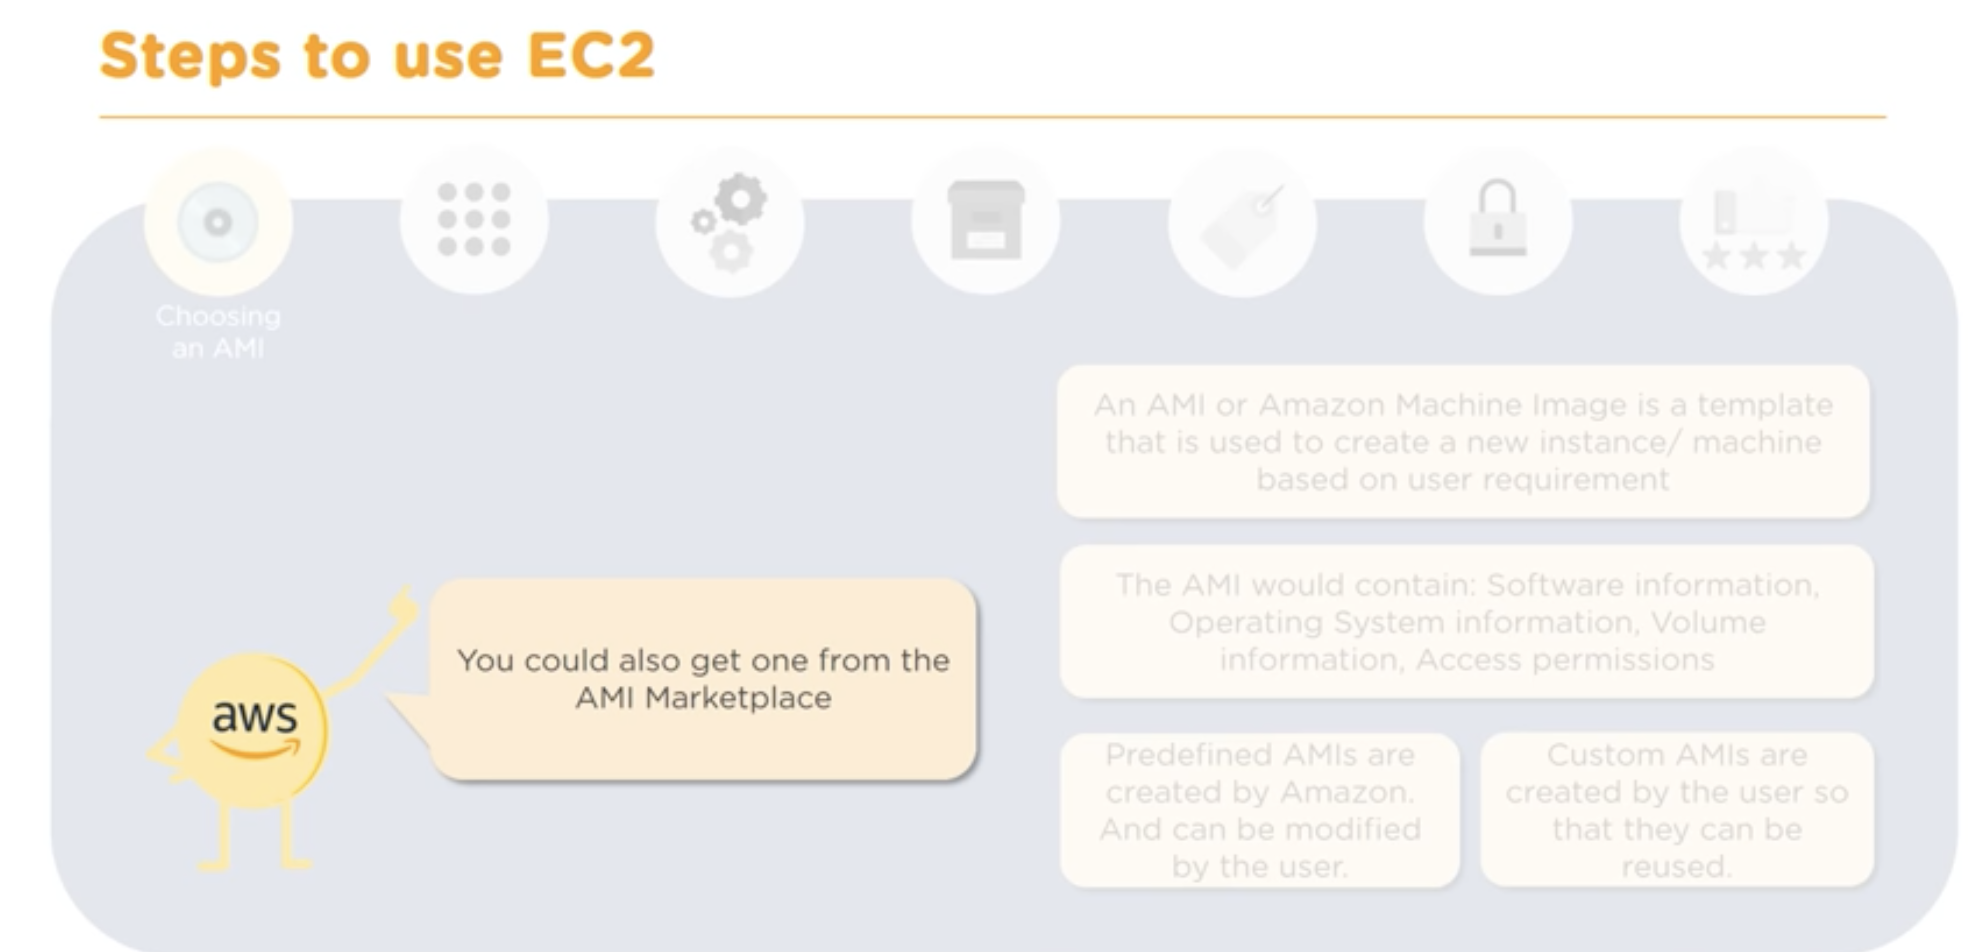 Steps to use EC2
Choosing
an AMI
An AMI or Amazon Machine Image is a template
that is used to create a new instance/ machine
based on user requirement
The AMI would contain: Software information,
Operating System information, Volume
information, Access permissions
aws
You could also get one from the
AMI Marketplace
Predefined AMIs are
created by Amazon.
And can be modified
by the user.
Custom AMIs are
created by the user so
that they can be
reused.